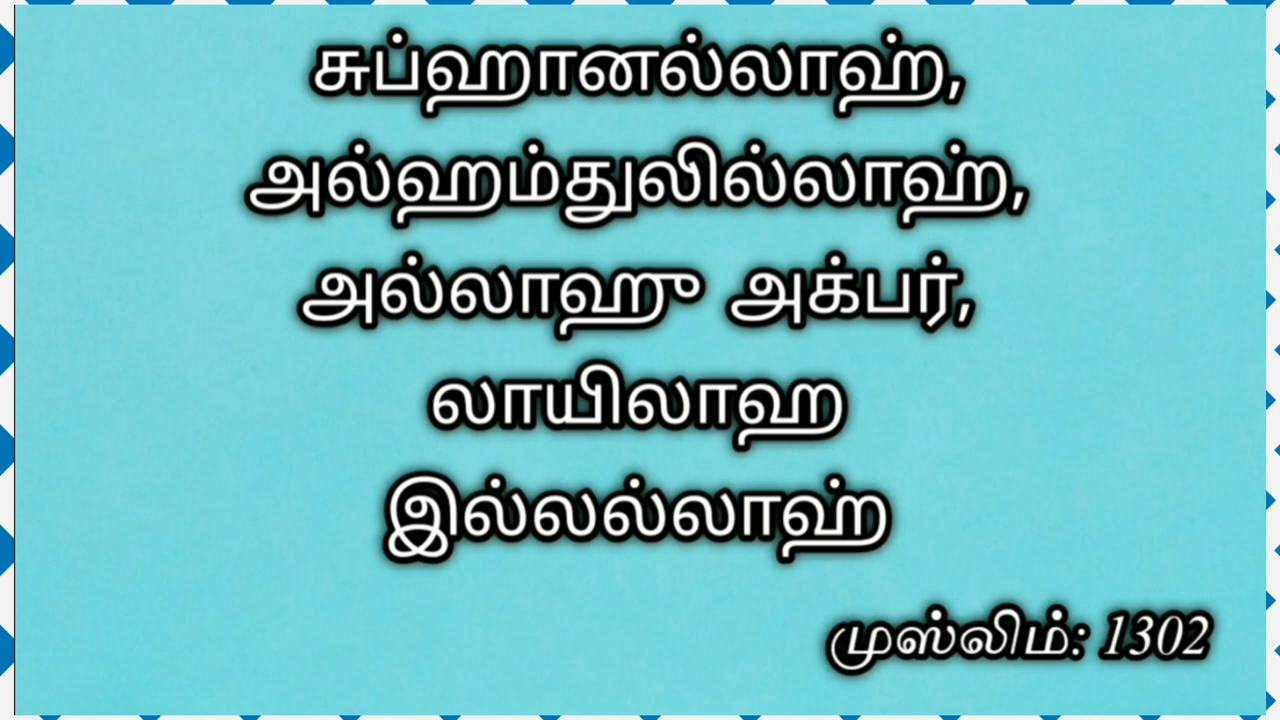 சுப்ஹானல்லாஹ்,
அல்ஹம்துலில்லாஹ்,
அல்லாஹு அக்பர்,
லாயிலாஹ
இல்லல்லாஹ்
முஸ்லிம்: 1302